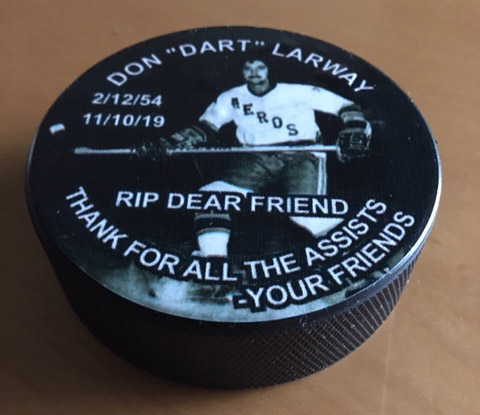 DON "DART" LARWAY
2/12/54
11/10/19
AEROS
RIP DEAR FRIEND
THANK FOR ALL THE ASSISTS
-YOUR FRIENDS